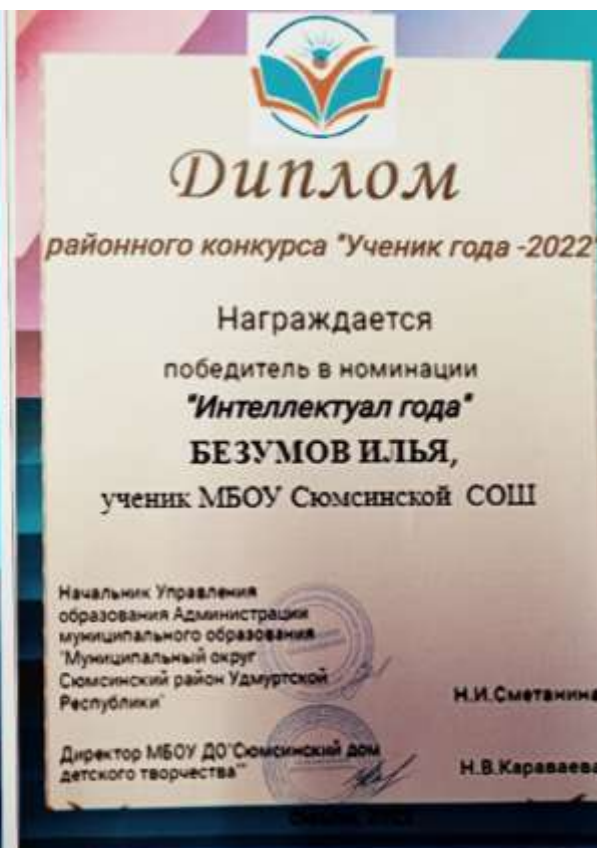 Диплом
районного конкурса "Ученик года -2022"
Награждается
победитель в номинации
"Интеллектуал года"
БЕЗУМОВ ИЛЬЯ,
ученик МБОУ Сюмсинской СОШ
Начальник Управления
образования Администрации
муниципального образования
"Муниципальный округ
Сюмсинский район Удмуртской
Республики"
Н.И.Сметанина
Директор МБОУ ДО"Сюмсинский дом
детского творчества""
Н.В.Караваева